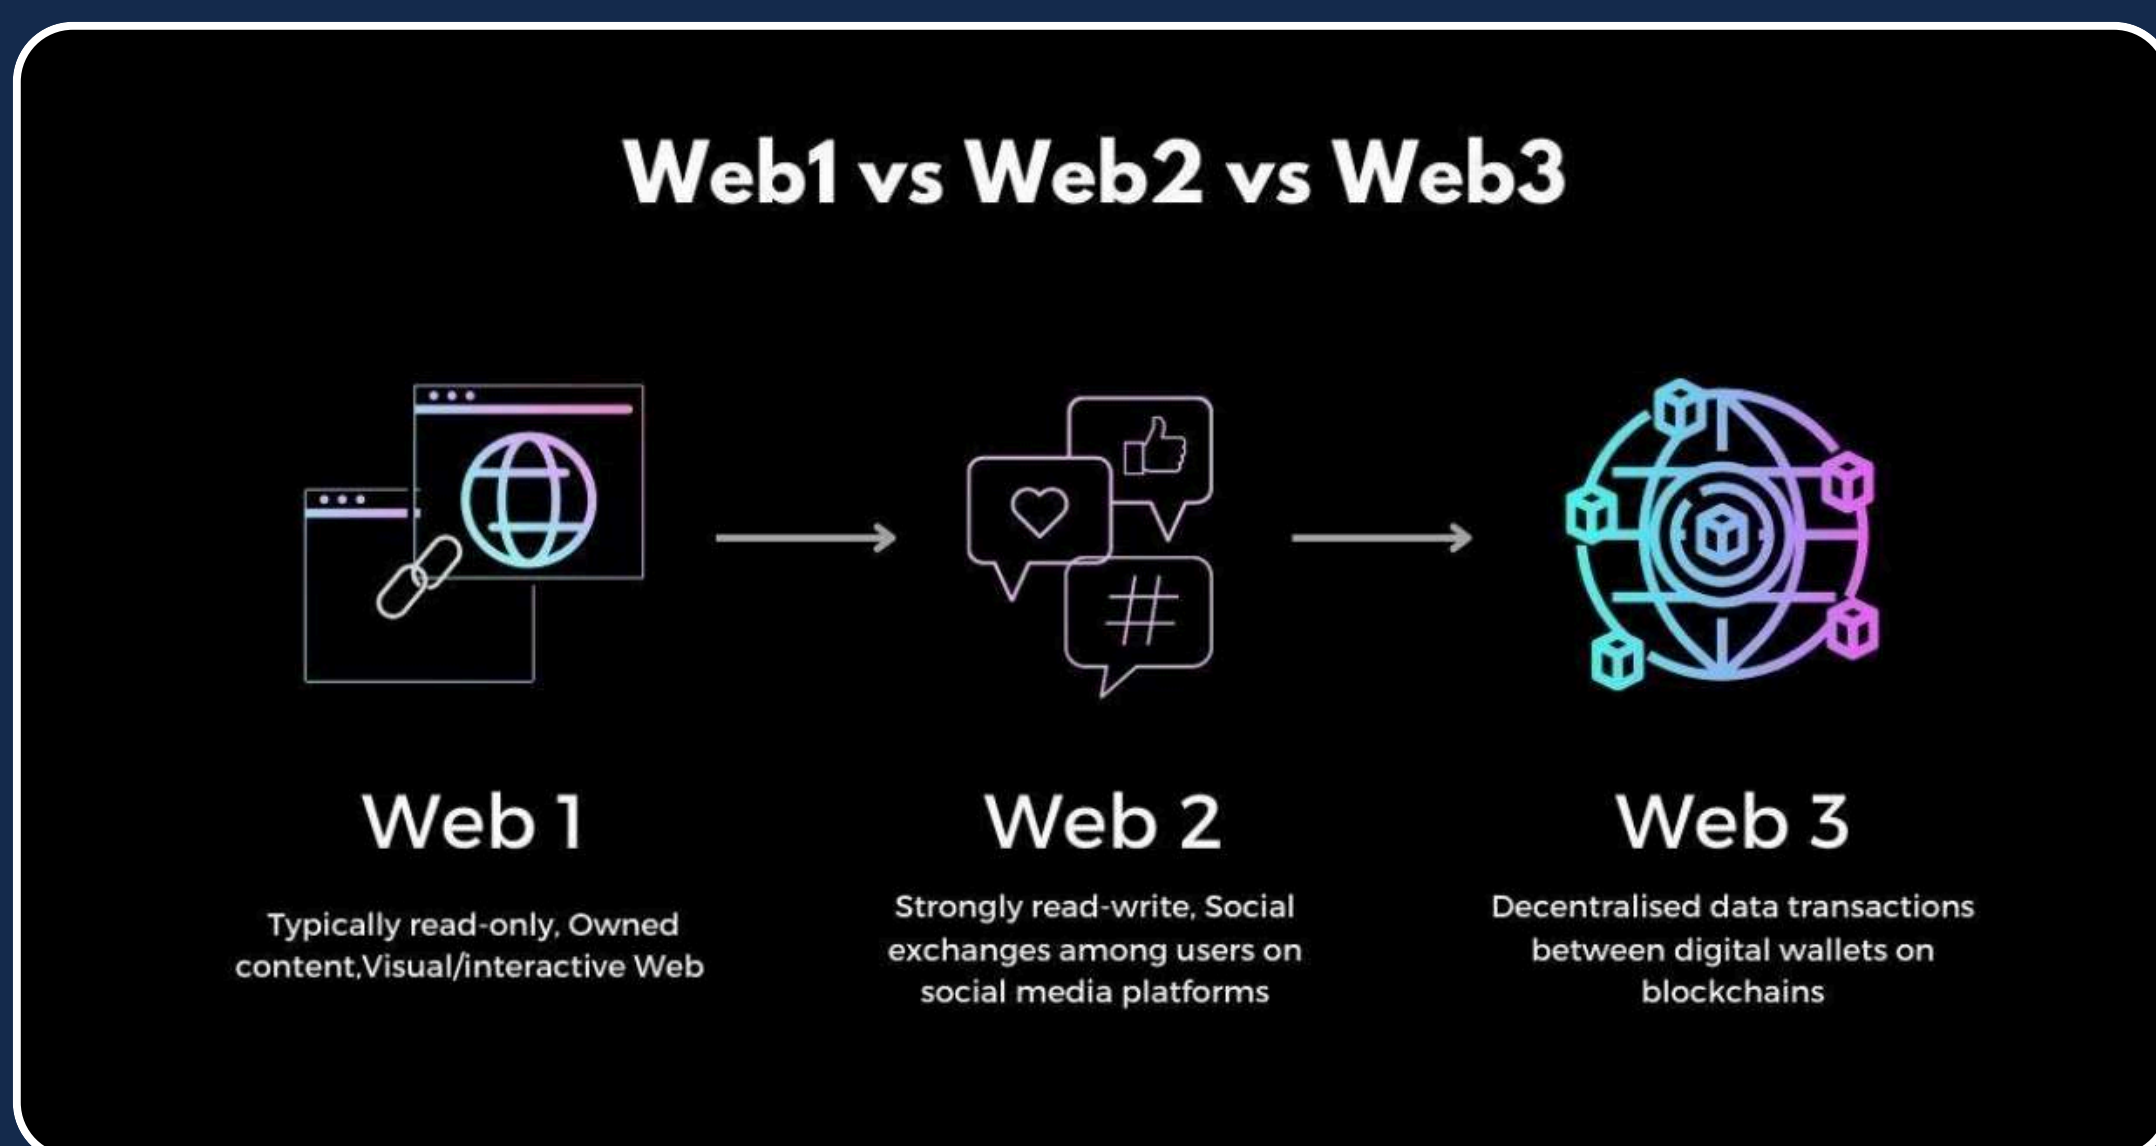 Web1 vs Web2 vs Web3
Web 1
Typically read-only, Owned
content,Visual/interactive Web
Web 2
Strongly read-write, Social
exchanges among users on
social media platforms
Web 3
Decentralised data transactions
between digital wallets on
blockchains